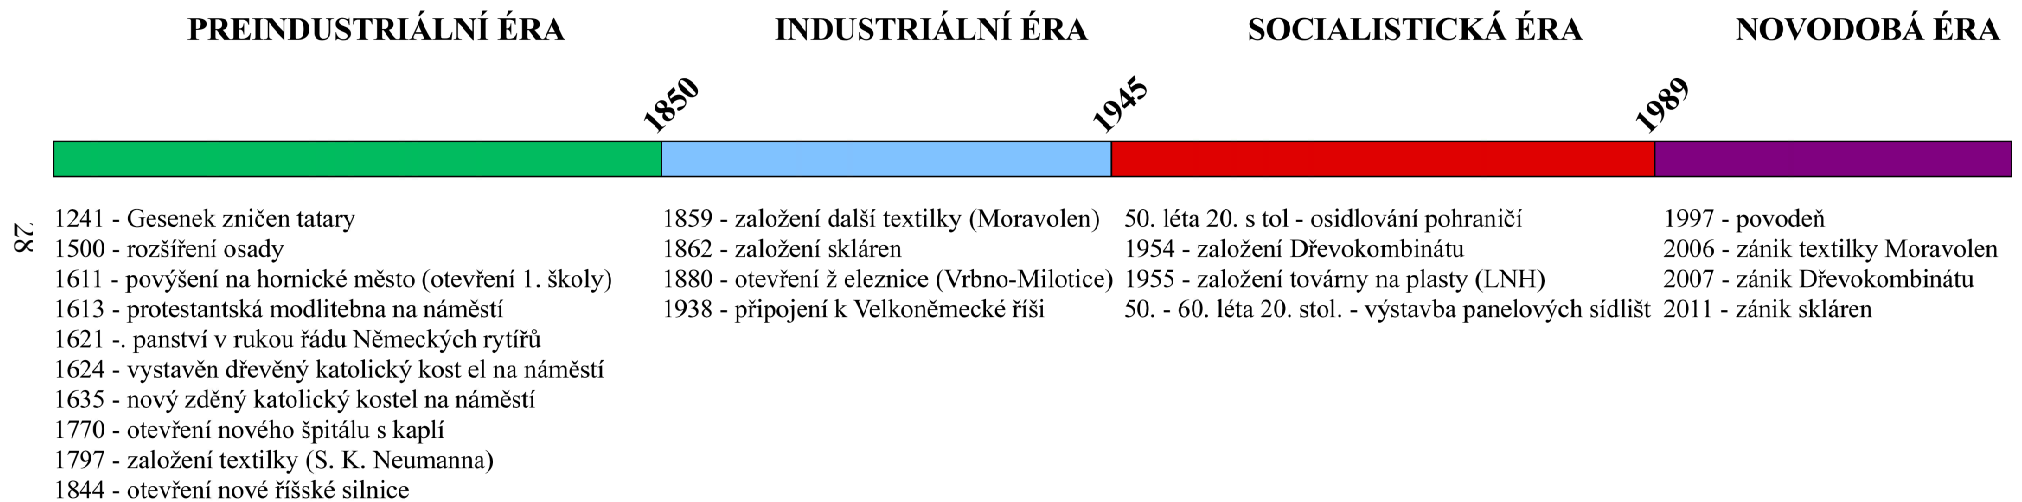 PREINDUSTRIÁLNÍ ÉRA
INDUSTRIÁLNÍ ÉRA
SOCIALISTICKÁ ÉRA
NOVODOBÁ ÉRA
1850
1945
1989
1241 - Gesenek zničen tatary
1500 - rozšíření osady
1611 - povýšení na hornické město (otevření 1. školy)
1613 - protestantská modlitebna na náměstí
1621 -. panství v rukou řádu Německých rytířů
1624 - vystavěn dřevěný katolický kost el na náměstí
1635 - nový zděný katolický kostel na náměstí
1770 - otevření nového špitálu s kaplí
1797 - založení textilky (S. K. Neumanna)
1844 - otevření nové říšské silnice
1859 - založení další textilky (Moravolen)
1862 - založení skláren
1880 - otevření ž eleznice (Vrbno-Milotice)
1938 - připojení k Velkoněmecké říši
50. léta 20. s tol - osidlování pohraničí
1954 - založení Dřevokombinátu
1955 - založení továrny na plasty (LNH)
50. - 60. léta 20. stol. - výstavba panelových sídlišt
1997 - povodeň
2006 - zánik textilky Moravolen
2007 - zánik Dřevokombinátu
2011 - zánik skláren
28